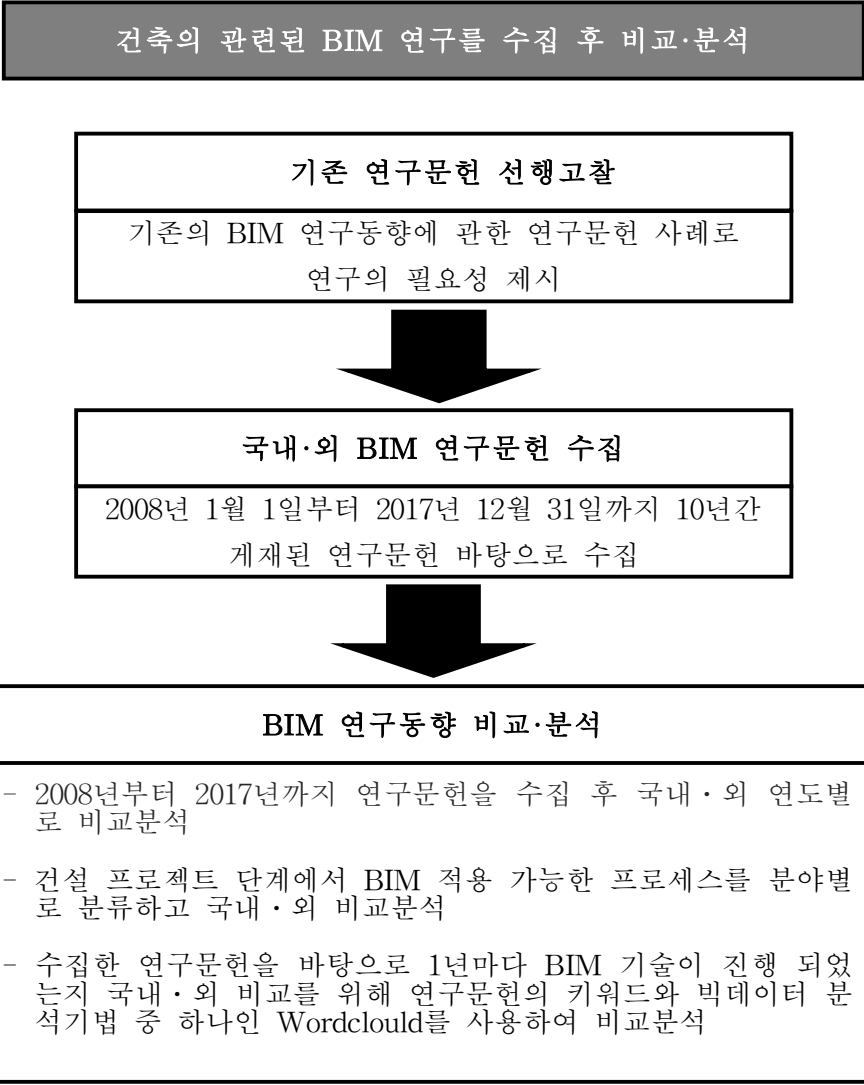 건축의 관련된 BIM 연구를 수집 후 비교·분석
기존 연구문헌 선행고찰
기존의 BIM 연구동향에 관한 연구문헌 사례로
연구의 필요성 제시
국내·외 BIM 연구문헌 수집
2008년 1월 1일부터 2017년 12월 31일까지 10년간
게재된 연구문헌 바탕으로 수집
BIM 연구동향 비교·분석
- 2008년부터 2017년까지 연구문헌을 수집 후 국내·외 연도별
로 비교분석
- 건설 프로젝트 단계에서 BIM 적용 가능한 프로세스를 분야별
로 분류하고 국내·외 비교분석
- 수집한 연구문헌을 바탕으로 1년마다 BIM 기술이 진행 되었
는지 국내·외 비교를 위해 연구문헌의 키워드와 빅데이터 분
석기법 중 하나인 Wordclould를 사용하여 비교분석